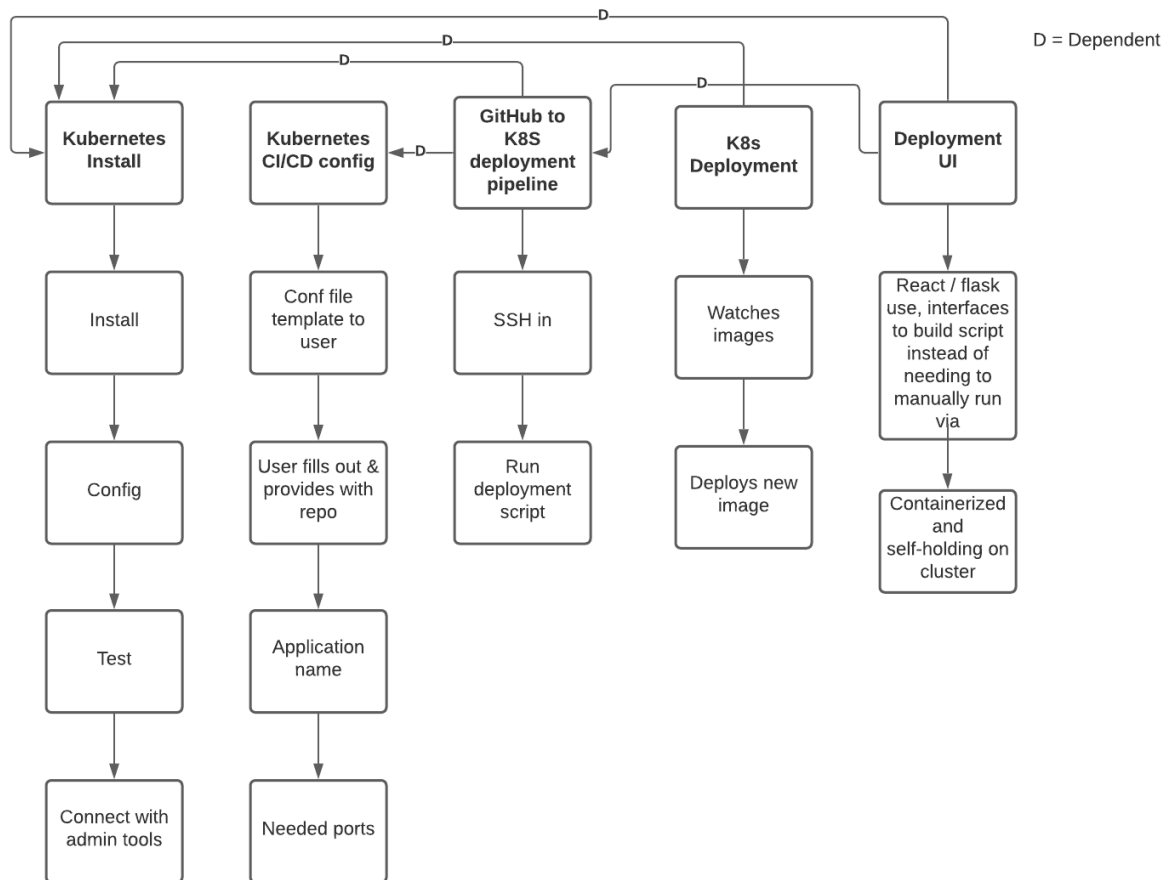 D
D
D
D
D = Dependent
Kubernetes
Install
Kubernetes
CI/CD config
D
GitHub to
K8S
deployment
pipeline
K8s
Deployment
Deployment
UI
Install
Conf file
template to
user
SSH in
Watches
images
React / flask
use, interfaces
to build script
instead of
needing to
manually run
via
Config
User fills out &
provides with
repo
Run
deployment
script
Deploys new
image
Containerized
and
self-holding on
cluster
Test
Application
name
Connect with
admin tools
Needed ports